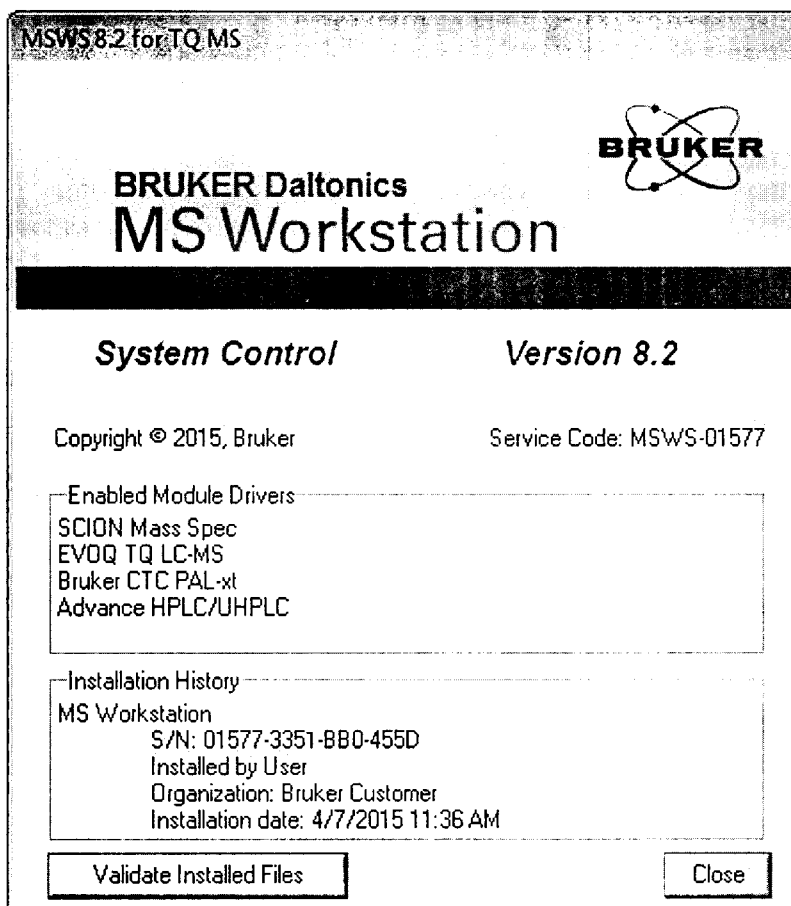 MSWS 8.2 for TQ MS
BRUKER
BRUKER Daltonics
MS Workstation
System Control Version 8.2
Copyright © 2015, Bruker Service Code: MSWS-01577
Enabled Module Drivers
SCION Mass Spec
EVOQ TQ LC-MS
Bruker CTC PAL-xt
Advance HPLC/UHPLC
Installation History
MS Workstation
S/N: 01577-3351-BB0-455D
Installed by User
Organization: Bruker Customer
Installation date: 4/7/2015 11:36 AM
Validate Installed Files Close